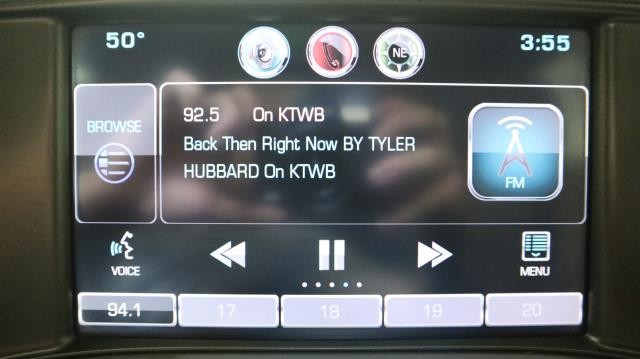 50° NE 3:55
BROWSE
92.5 On KTWB
Back Then Right Now BY TYLER
HUBBARD On KTWB
FM
VOICE
MENU
94.1 17 18 19 20